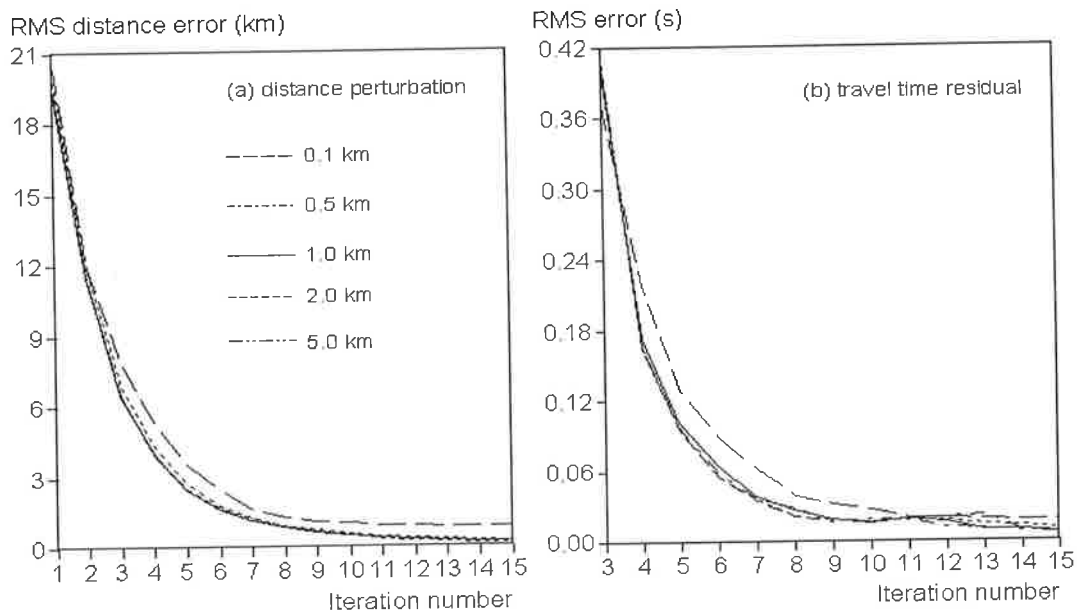 RMS distance error (km)
21
18
15
12
9
6
3
0
(a) distance perturbation
0.1 km
0.5 km
1.0 km
2.0 km
5.0 km
1 2 3 4 5 6 7 8 9 10 11 12 13 14 15
Iteration number
RMS error (s)
0.42
0.36
0.30
0.24
0.18
0.12
0.06
0.00
(b) travel time residual
3 4 5 6 7 8 9 10 11 12 13 14 15
Iteration number